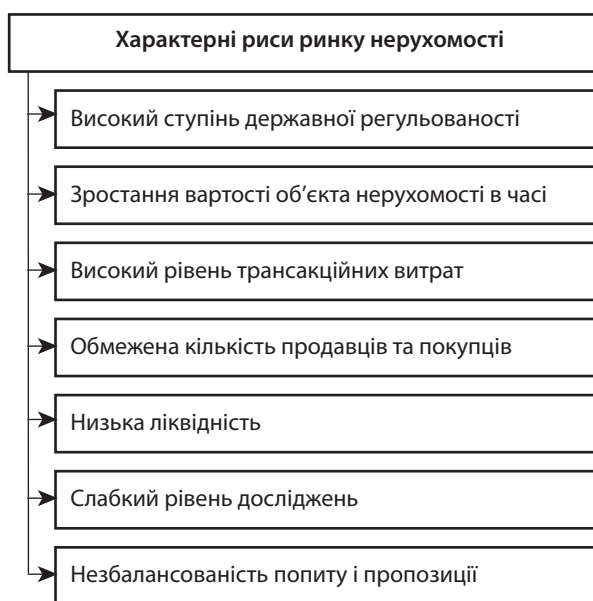 Характерні риси ринку нерухомості
Високий ступінь державної регульованості
Зростання вартості об’єкта нерухомості в часі
Високий рівень трансакційних витрат
Обмежена кількість продавців та покупців
Низька ліквідність
Слабкий рівень досліджень
Незбалансованість попиту і пропозиції